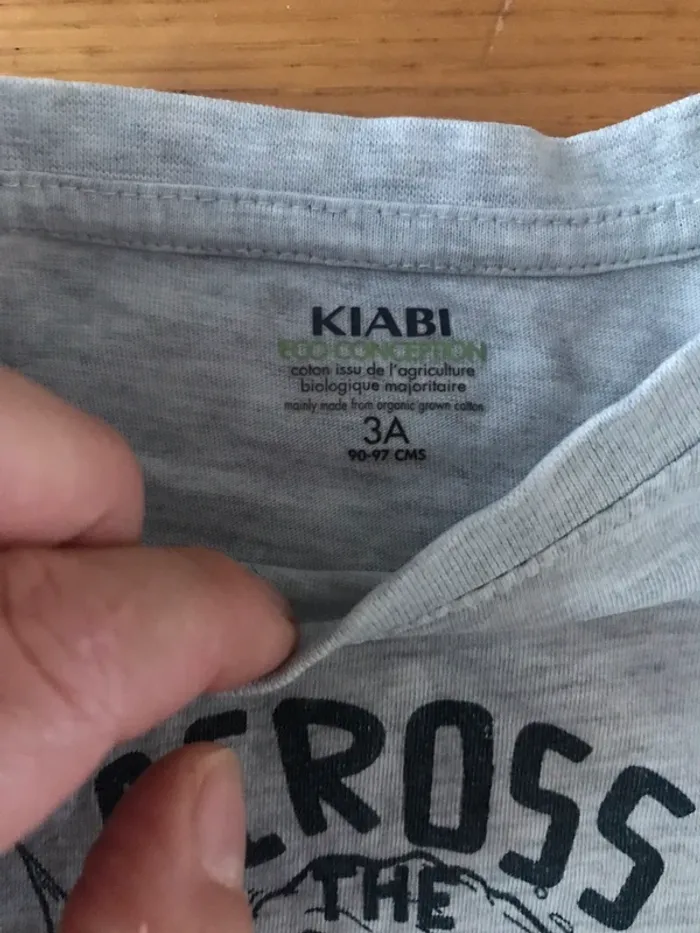 KIABI
ECO-CONCEPTION
coton issu de l'agriculture
biologique majoritaire
mainly made from organic grown cotton
3A
90-97 CMS
ACROSS
THE